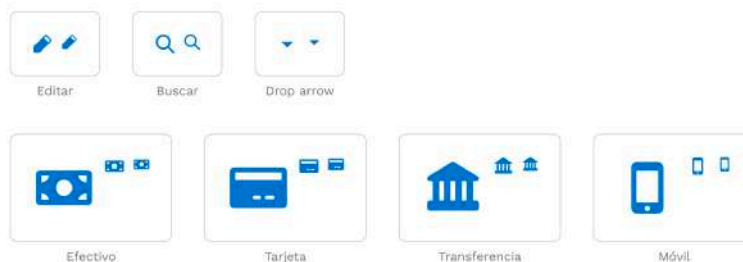 Editar
Buscar
Drop arrow
Efectivo
Tarjeta
Transferencia
Móvil